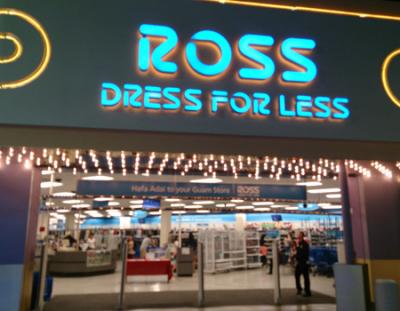 ROSS
DRESS FOR LESS
Hafa Adai to your Guam Store ROSS